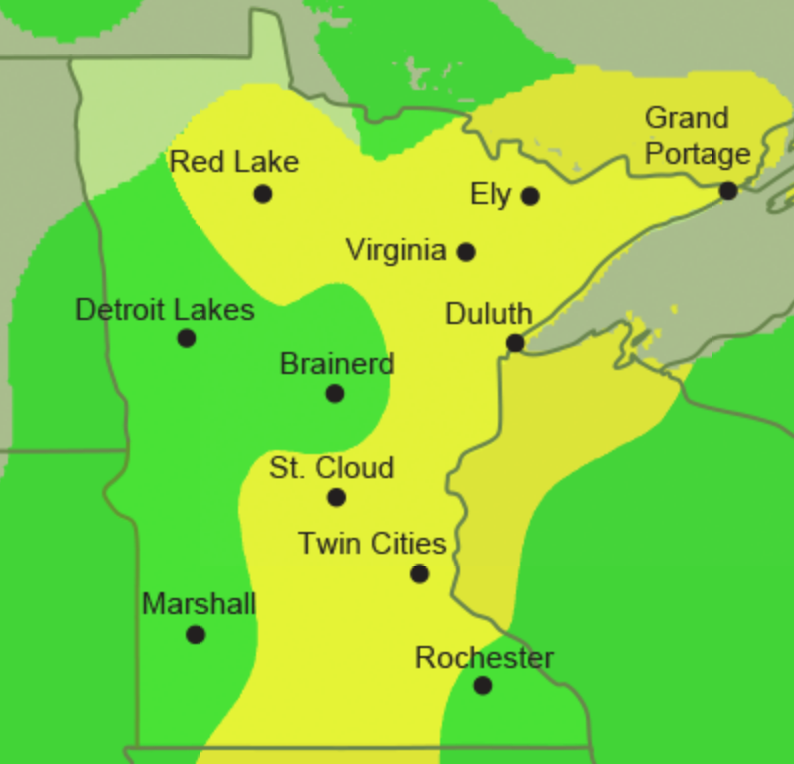 Grand
Portage
Red Lake
Ely
Virginia
Detroit Lakes
Duluth
Brainerd
St. Cloud
Twin Cities
Marshall
Rochester